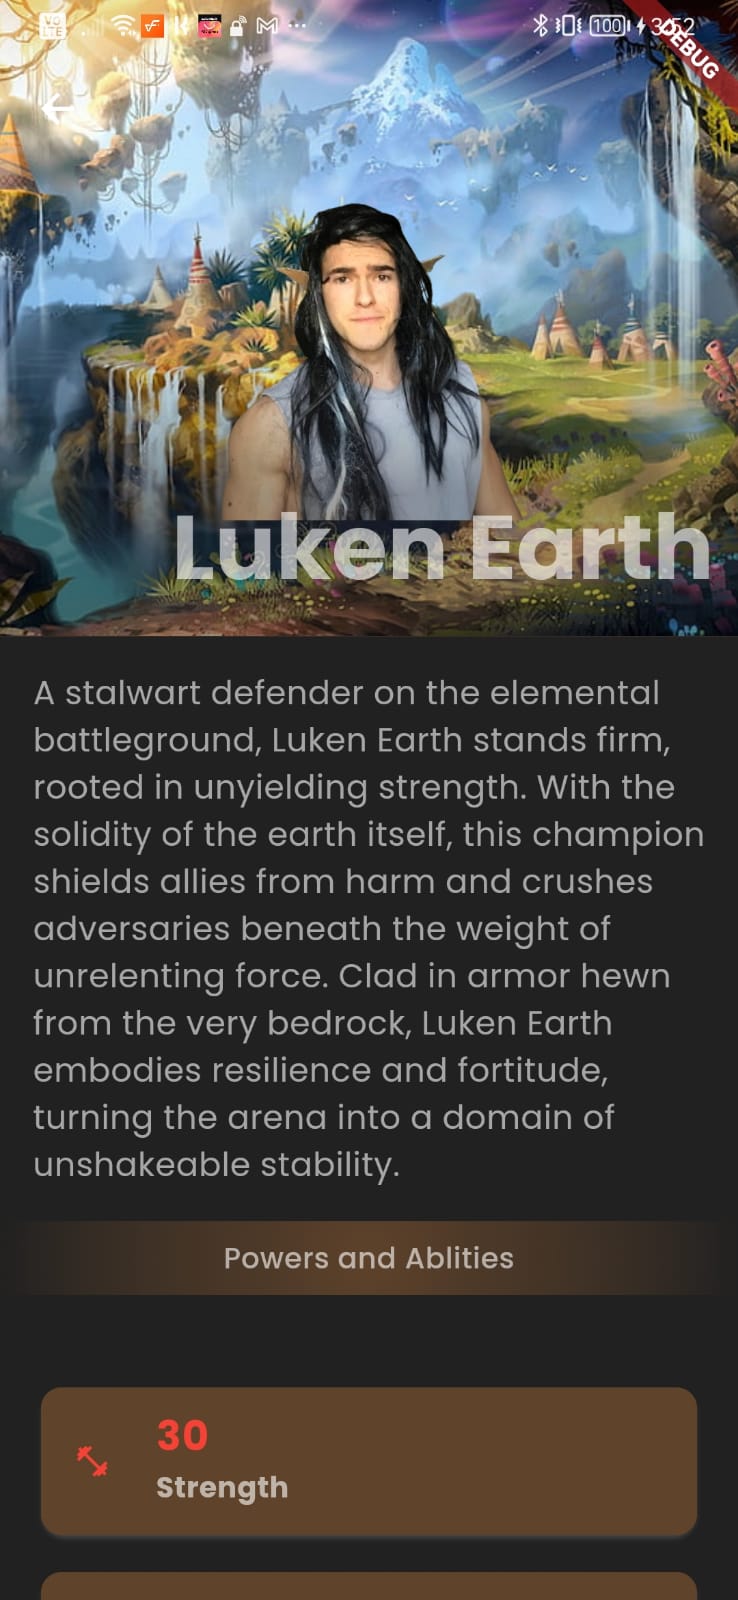 VO
LTE
100
3:52
DEBUG
Luken Earth
A stalwart defender on the elemental
battleground, Luken Earth stands firm,
rooted in unyielding strength. With the
solidity of the earth itself, this champion
shields allies from harm and crushes
adversaries beneath the weight of
unrelenting force. Clad in armor hewn
from the very bedrock, Luken Earth
embodies resilience and fortitude,
turning the arena into a domain of
unshakeable stability.
Powers and Ablities
30
Strength